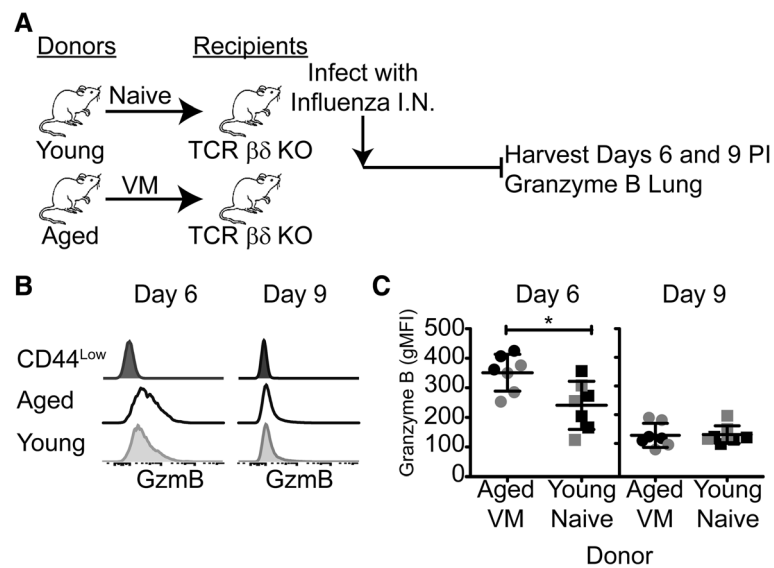 A
Donors
Recipients
Naive
Infect with
Influenza I.N.
Young
TCR βδ KO
Harvest Days 6 and 9 PI
Granzyme B Lung
VM
Aged
TCR βδ KO
B
Day 6
Day 9
CD44Low
Aged
Young
GzmB
GzmB
C
Day 6
Day 9
Granzyme B (gMFI)
500
400
300
200
100
0
*
Aged
VM
Young
Naive
Aged
VM
Young
Naive
Donor